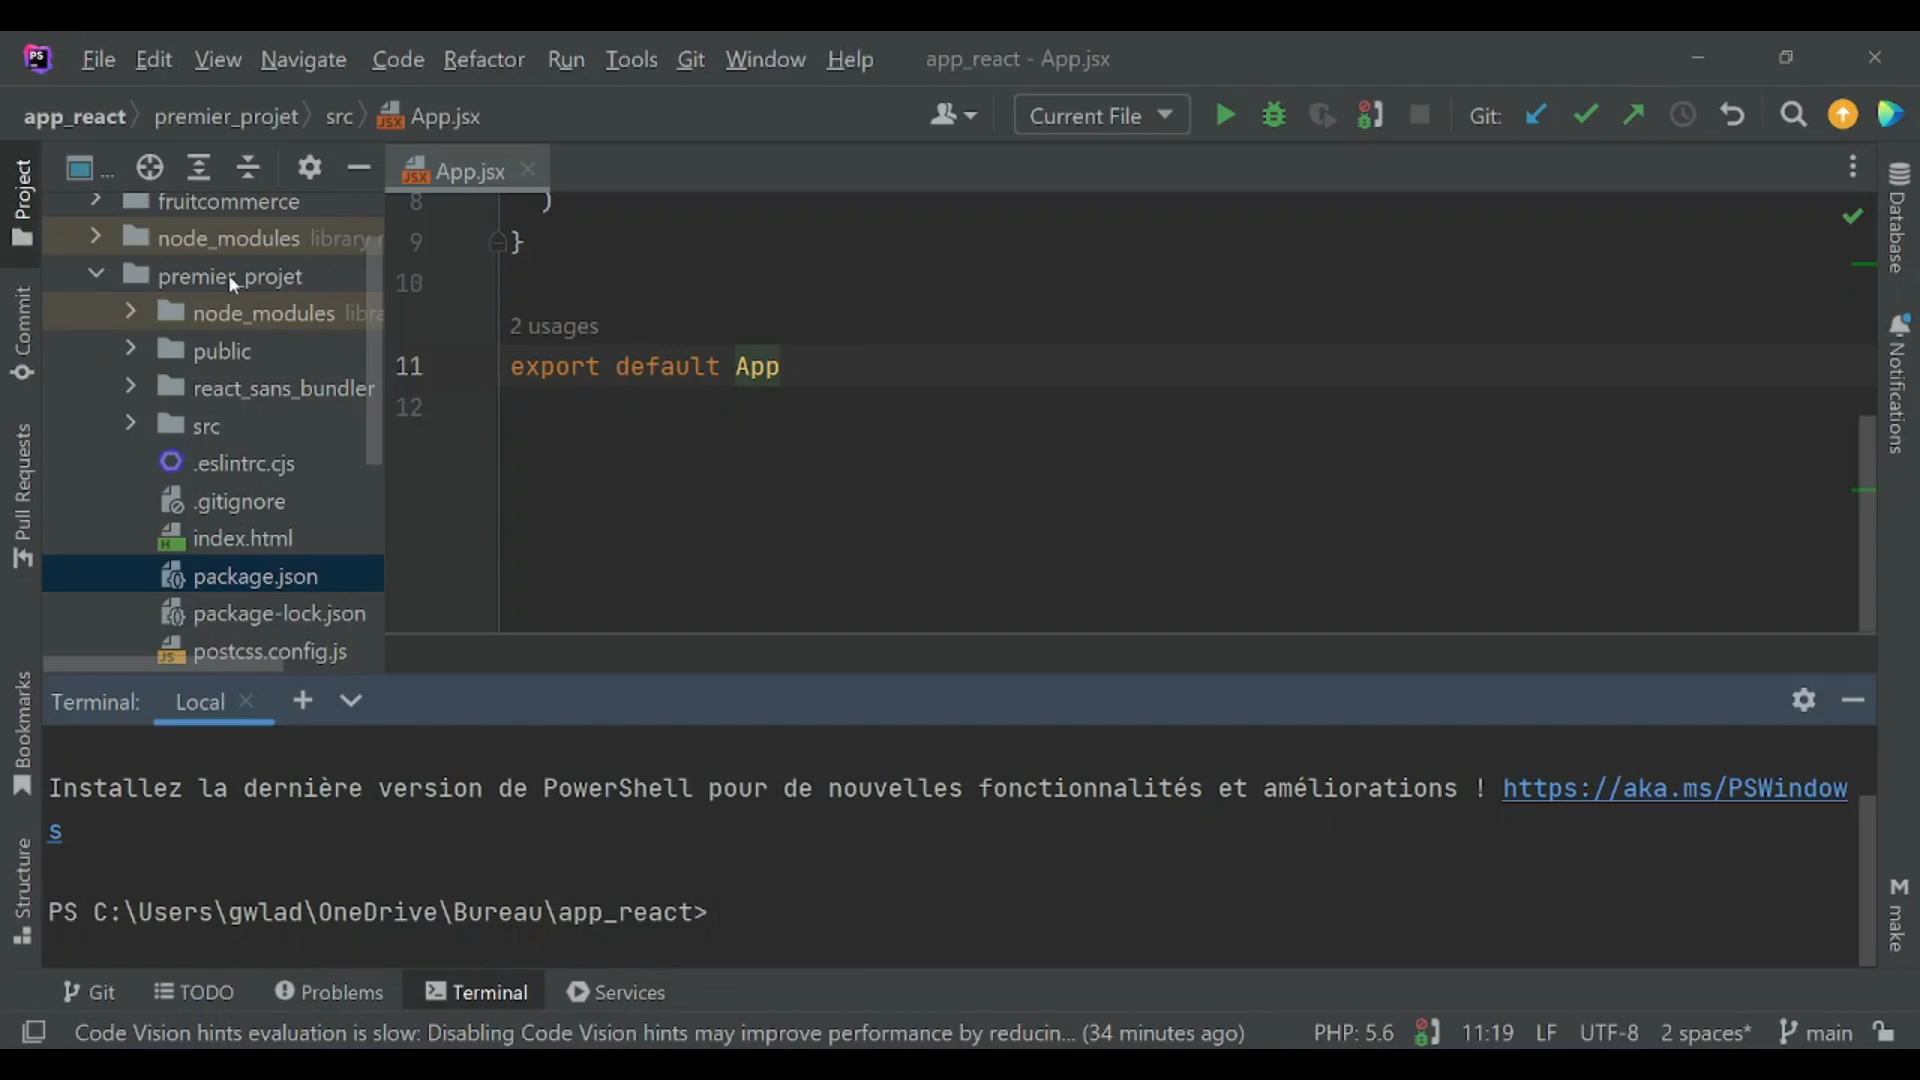 PS File Edit View Navigate Code Refactor Run Tools Git Window Help app_react - App.jsx
app_react premier_projet src JSX App.jsx Current File Git:
Project
... JSX App.jsx
fruitcommerce
node_modules library r
premier_projet
node_modules libra
public
react_sans_bundler
src
.eslintrc.cjs
.gitignore
index.html
package.json
package-lock.json
postcss.config.js
8 )
9 }
10
2 usages
11 export default App
12
Commit
Pull Requests
Bookmarks
Structure
Database
Notifications
make
Terminal: Local
Installez la dernière version de PowerShell pour de nouvelles fonctionnalités et améliorations ! https://aka.ms/PSWindow
s
PS C:\Users\gwlad\OneDrive\Bureau\app_react>
Git TODO Problems Terminal Services
Code Vision hints evaluation is slow: Disabling Code Vision hints may improve performance by reducin... (34 minutes ago) PHP: 5.6 11:19 LF UTF-8 2 spaces* main